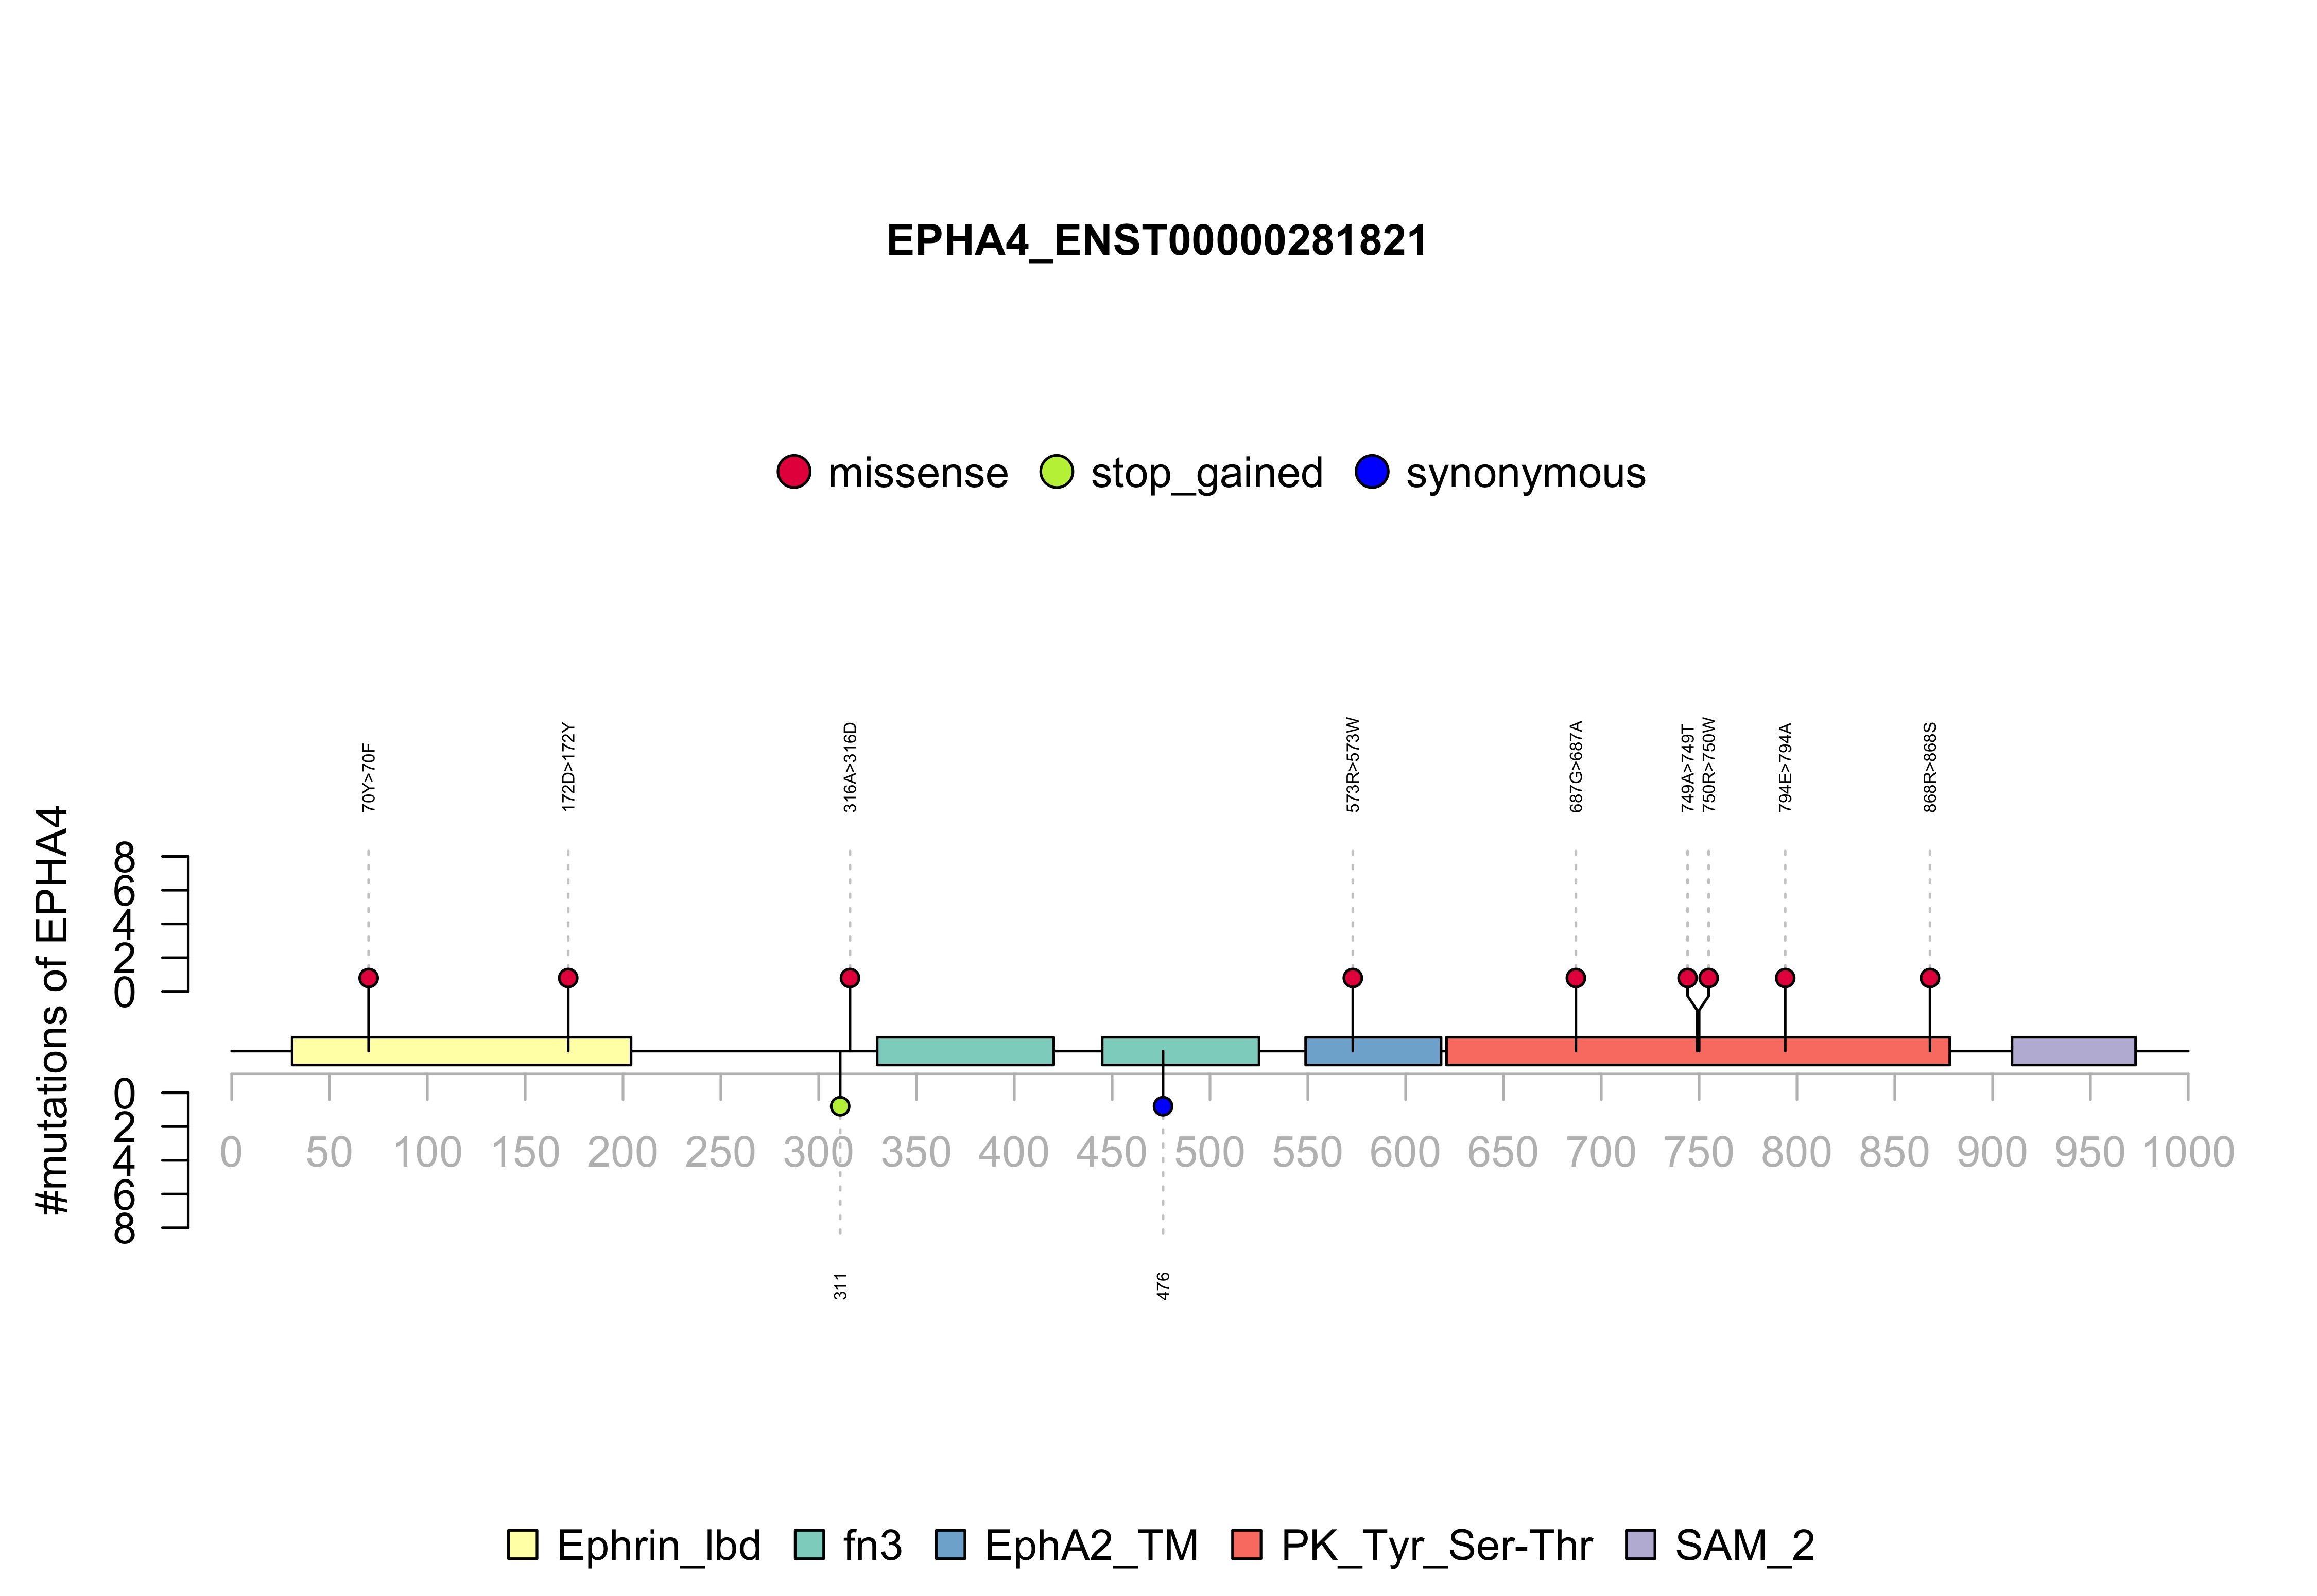 EPHA4_ENST00000281821
missense stop_gained synonymous
70Y>70F
172D>172Y
316A>316D
573R>573W
687G>687A
749A>749T
750R>750W
794E>794A
868R>868S
#mutations of EPHA4
8
6
4
2
0
0
2
4
6
8
0 50 100 150 200 250 300 350 400 450 500 550 600 650 700 750 800 850 900 950 1000
311
476
Ephrin_lbd fn3 EphA2_TM PK_Tyr_Ser-Thr SAM_2